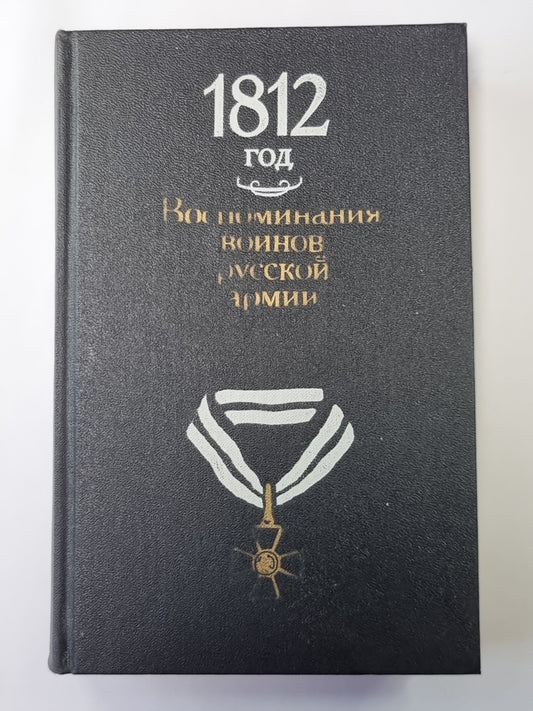 1812
год
Воспоминания
воинов
русской
армии